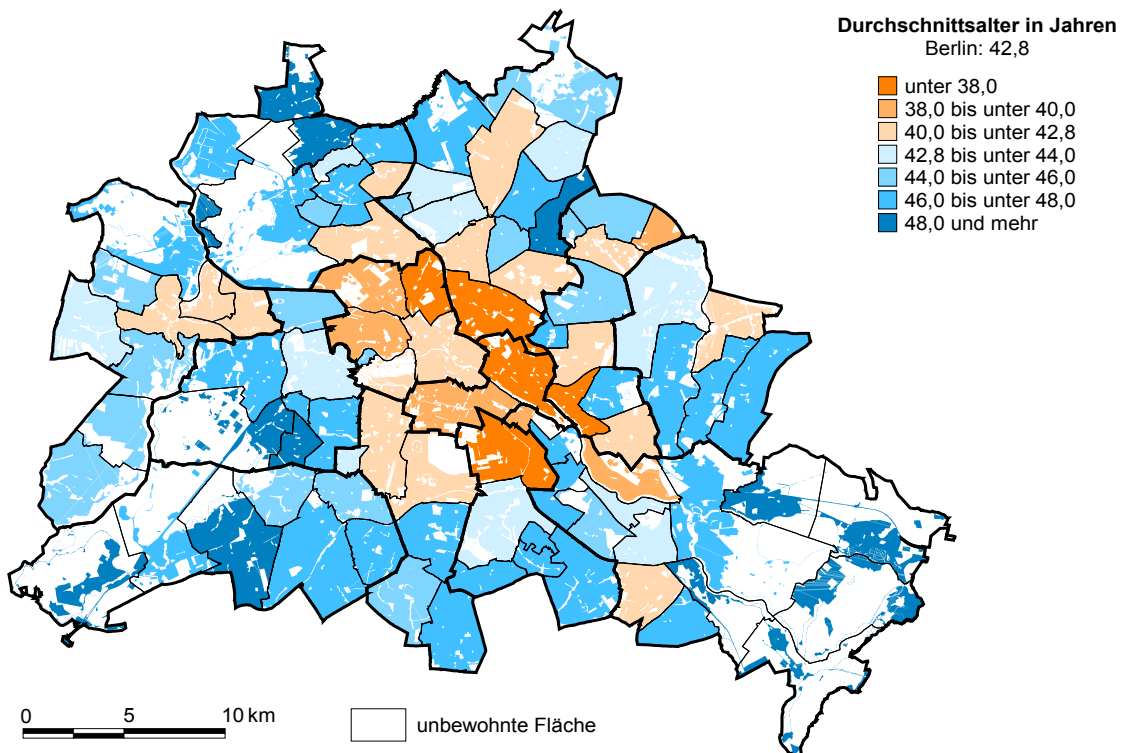 Durchschnittsalter in Jahren
Berlin: 42,8
unter 38,0
38,0 bis unter 40,0
40,0 bis unter 42,8
42,8 bis unter 44,0
44,0 bis unter 46,0
46,0 bis unter 48,0
48,0 und mehr
0 5 10 km
unbewohnte Fläche